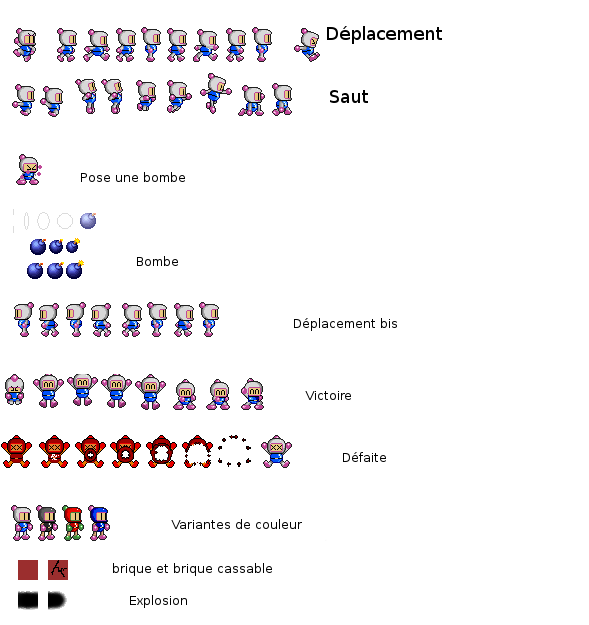 Déplacement
Saut
Pose une bombe
Bombe
Déplacement bis
Victoire
Défaite
Variantes de couleur
brique et brique cassable
Explosion